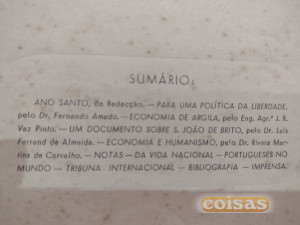 SUMÁRIO:
ANO SANTO, da Redacção. — PARA UMA POLÍTICA DA LIBERDADE,
pelo Dr. Fernando Amado. — ECONOMIA DE ARGILA, pelo Eng. Agr.º J. R.
Vaz Pinto. — UM DOCUMENTO SOBRE S. JOÃO DE BRITO, pelo Dr. Luís
Ferrand de Almeida. — ECONOMIA E HUMANISMO, pelo Dr. Rivera Mar-
tins de Carvalho. — NOTAS — DA VIDA NACIONAL — PORTUGUESES NO
MUNDO — TRIBUNA INTERNACIONAL — BIBLIOGRAFIA — IMPRENSA.
coisas